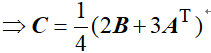 ⇒ C = 1/4 (2B + 3Aᵀ) ↵